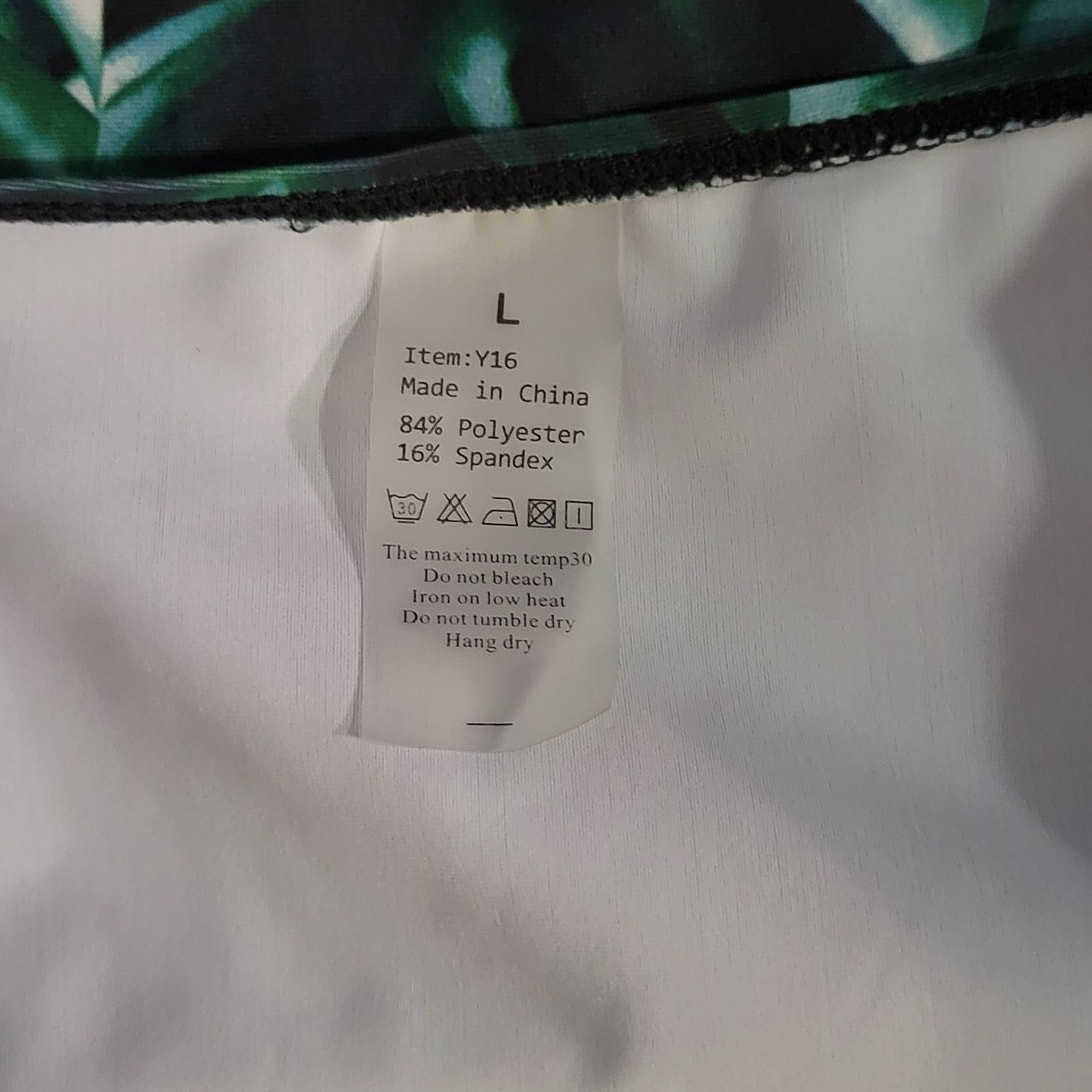 L
Item:Y16
Made in China
84% Polyester
16% Spandex
30
The maximum temp30
Do not bleach
Iron on low heat
Do not tumble dry
Hang dry